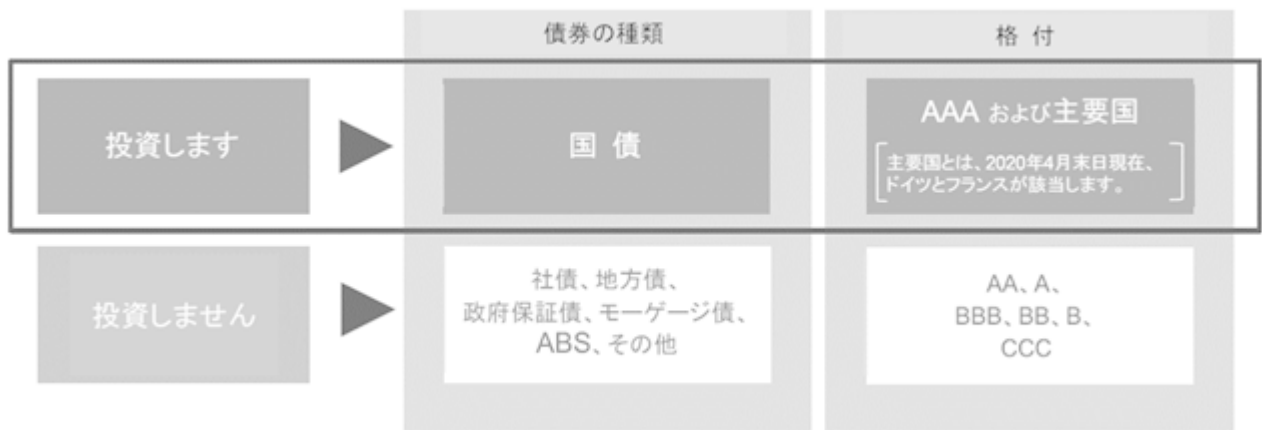 債券の種類
格 付
投資します
国 債
AAA および主要国
主要国とは、2020年4月末日現在、
ドイツとフランスが該当します。
投資しません
社債、地方債、
政府保証債、モーゲージ債、
ABS、その他
AA、A、
BBB、BB、B、
CCC